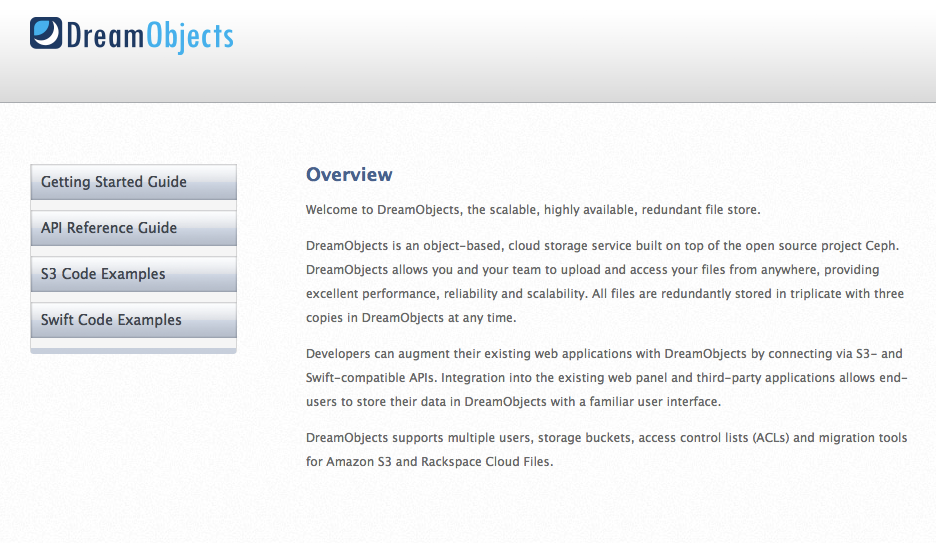 DreamObjects
Getting Started Guide
API Reference Guide
S3 Code Examples
Swift Code Examples
Overview
Welcome to DreamObjects, the scalable, highly available, redundant file store.
DreamObjects is an object-based, cloud storage service built on top of the open source project Ceph.
DreamObjects allows you and your team to upload and access your files from anywhere, providing
excellent performance, reliability and scalability. All files are redundantly stored in triplicate with three
copies in DreamObjects at any time.
Developers can augment their existing web applications with DreamObjects by connecting via S3- and
Swift-compatible APIs. Integration into the existing web panel and third-party applications allows end-
users to store their data in DreamObjects with a familiar user interface.
DreamObjects supports multiple users, storage buckets, access control lists (ACLs) and migration tools
for Amazon S3 and Rackspace Cloud Files.